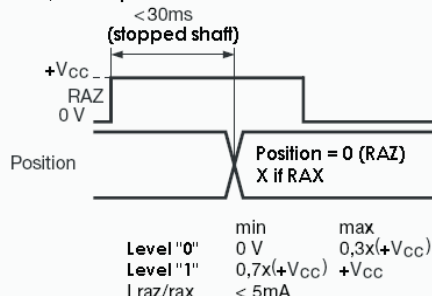 <30ms
(stopped shaft)
+VCC
RAZ
0 V
Position
Position = 0 (RAZ)
X if RAX
min max
Level "0" 0 V 0,3x(+VCC)
Level "1" 0,7x(+VCC) +VCC
I raz/rax < 5mA